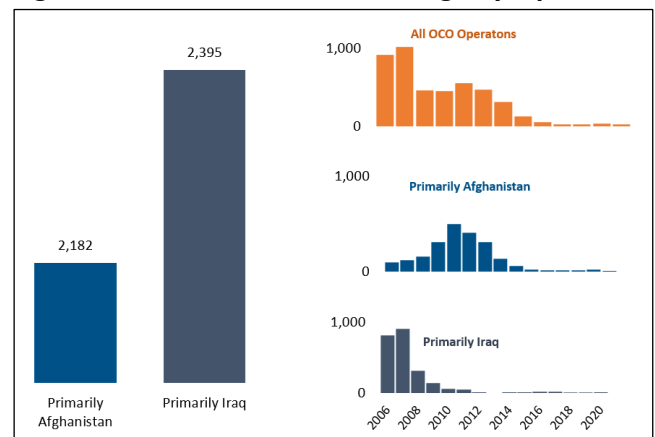 2,395
2,182
Primarily
Afghanistan
Primarily Iraq
All OCO Operatons
1,000
0
1,000
Primarily Afghanistan
0
1,000
Primarily Iraq
0
2006
2008
2010
2012
2014
2016
2018
2020